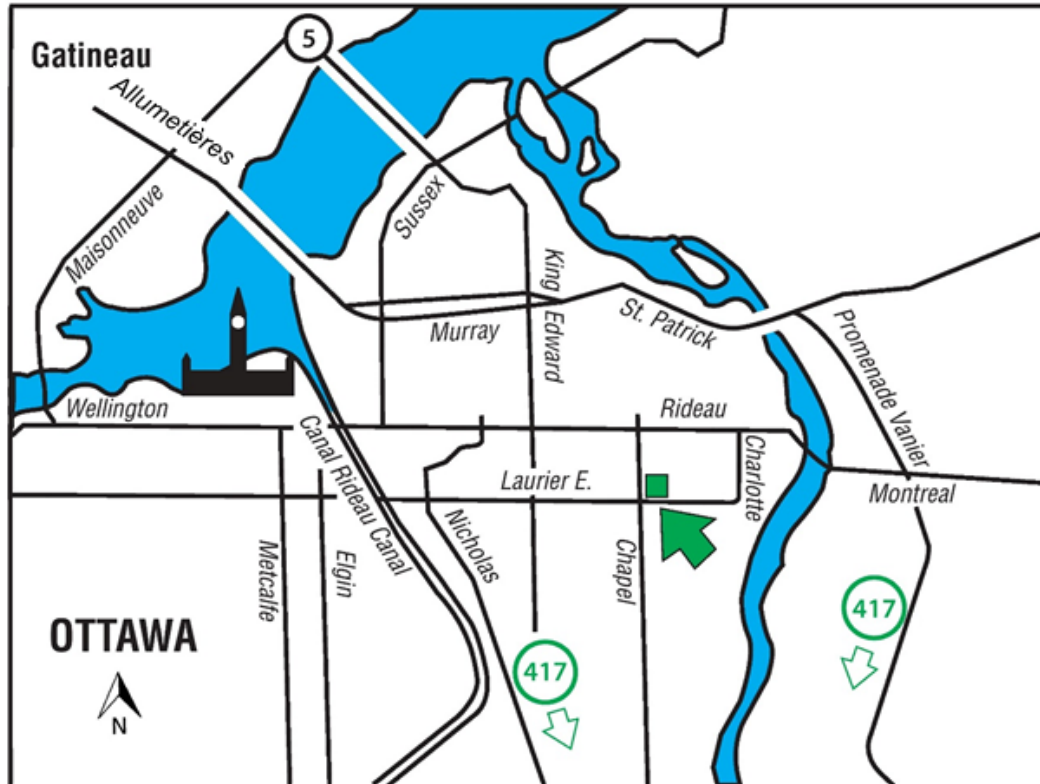 5
Gatineau
Allumetières
Maisonneuve
Sussex
King Edward
St. Patrick
Murray
Promenade Vanier
Wellington
Rideau
Canal Rideau Canal
Charlotte
Laurier E.
Montreal
Nicholas
Metcalfe
Elgin
Chapel
417
OTTAWA
417
N